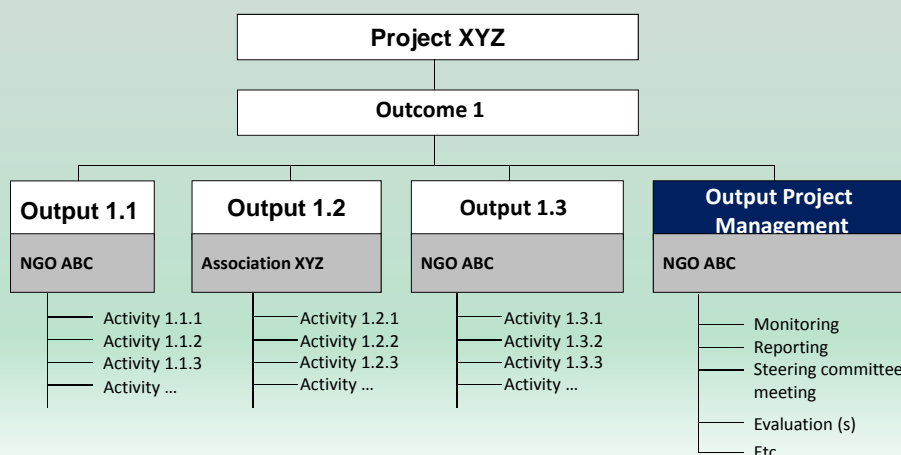 Project XYZ
Outcome 1
Output 1.1
NGO ABC
Activity 1.1.1
Activity 1.1.2
Activity 1.1.3
Activity ...
Output 1.2
Association XYZ
Activity 1.2.1
Activity 1.2.2
Activity 1.2.3
Activity ...
Output 1.3
NGO ABC
Activity 1.3.1
Activity 1.3.2
Activity 1.3.3
Activity ...
Output Project
Management
NGO ABC
Monitoring
Reporting
Steering committee
meeting
Evaluation (s)
Etc